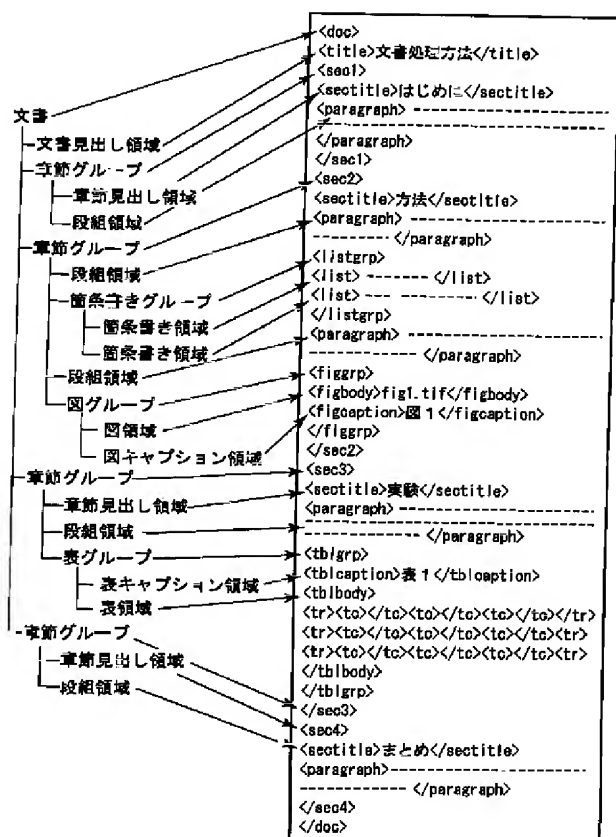 文書
文書見出し領域
章節グループ
章節見出し領域
段組領域
章節グループ
段組領域
箇条書きグループ
箇条書き領域
箇条書き領域
段組領域
図グループ
図領域
図キャプション領域
章節グループ
章節見出し領域
段組領域
表グループ
表キャプション領域
表領域
章節グループ
章節見出し領域
段組領域
<doc>
<title>文書処理方法</title>
<sec1>
<sectitle>はじめに</sectitle>
<paragraph> --------------------
--------------------
</paragraph>
</sec1>
<sec2>
<sectitle>方法</sectitle>
<paragraph> --------------------
--------- </paragraph>
<listgrp>
<list> -------- </list>
<list> --- ---------- </list>
</listgrp>
<paragraph> --------------------
-------------- </paragraph>
<figgrp>
<figbody>fig1.tif</figbody>
<figcaption>図1</figcaption>
</figgrp>
</sec2>
<sec3>
<sectitle>実験</sectitle>
<paragraph> --------------------
--------------- </paragraph>
<tblgrp>
<tblcaption>表1</tblcaption>
<tblbody>
<tr><tc></tc><tc></tc><tc></tc></tr>
<tr><tc></tc><tc></tc><tc></tc><tr>
<tr><tc></tc><tc></tc><tc></tc><tr>
</tblbody>
</tblgrp>
</sec3>
<sec4>
<sectitle>まとめ</sectitle>
<paragraph>--------------------
------------ </paragraph>
</sec4>
</doc>